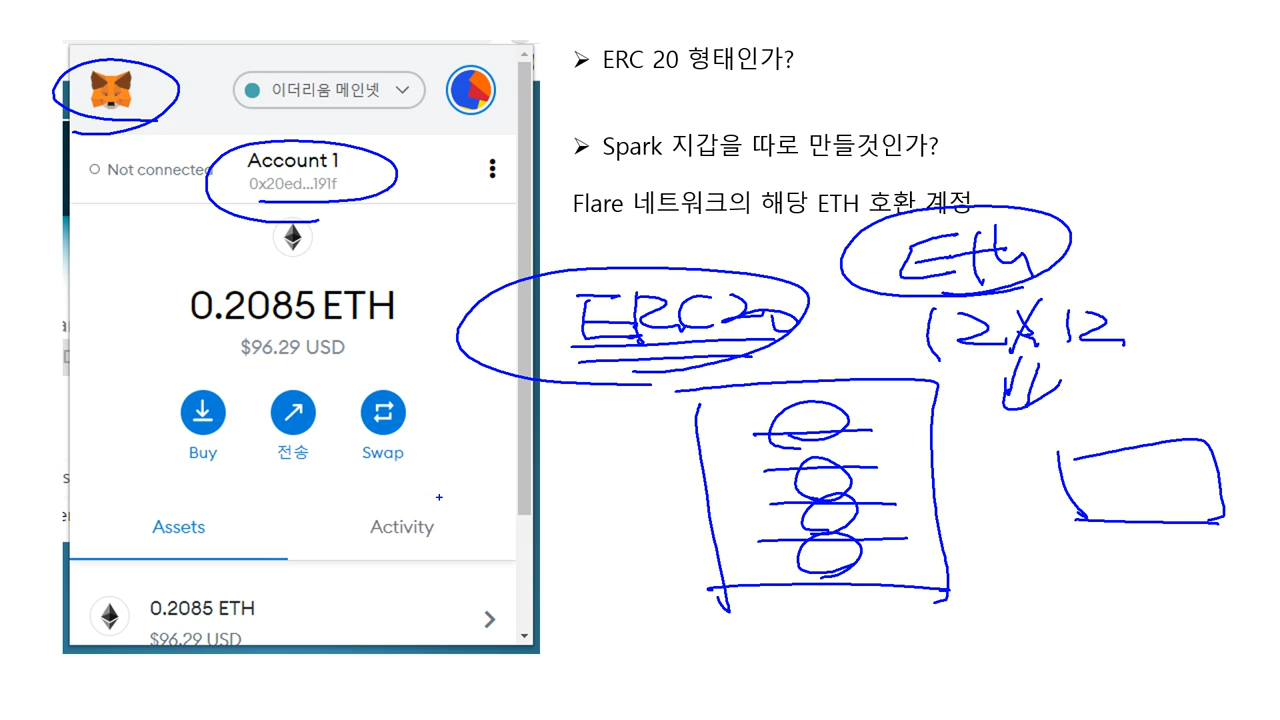 이더리움 메인넷
Not connected
Account 1
0x20ed...191f
0.2085 ETH
$96.29 USD
Buy
전송
Swap
Assets
Activity
0.2085 ETH
$96.29 USD
➢ ERC 20 형태인가?
➢ Spark 지갑을 따로 만들것인가?
Flare 네트워크의 해당 ETH 호환 계정
Eth
ERC20
12 X 12